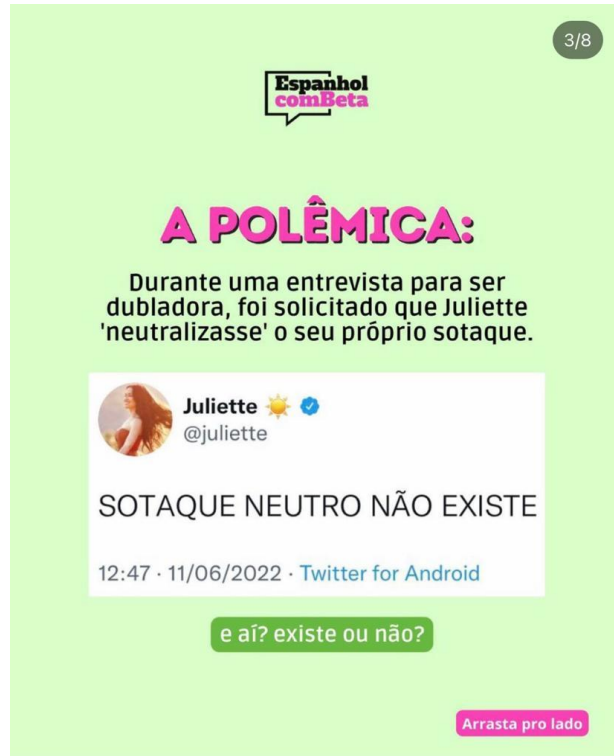 3/8
Espanhol
comBeta
A POLÊMICA:
Durante uma entrevista para ser
dubladora, foi solicitado que Juliette
'neutralizasse' o seu próprio sotaque.
Juliette ☀️
@juliette
SOTAQUE NEUTRO NÃO EXISTE
12:47 · 11/06/2022 · Twitter for Android
e aí? existe ou não?
Arrasta pro lado